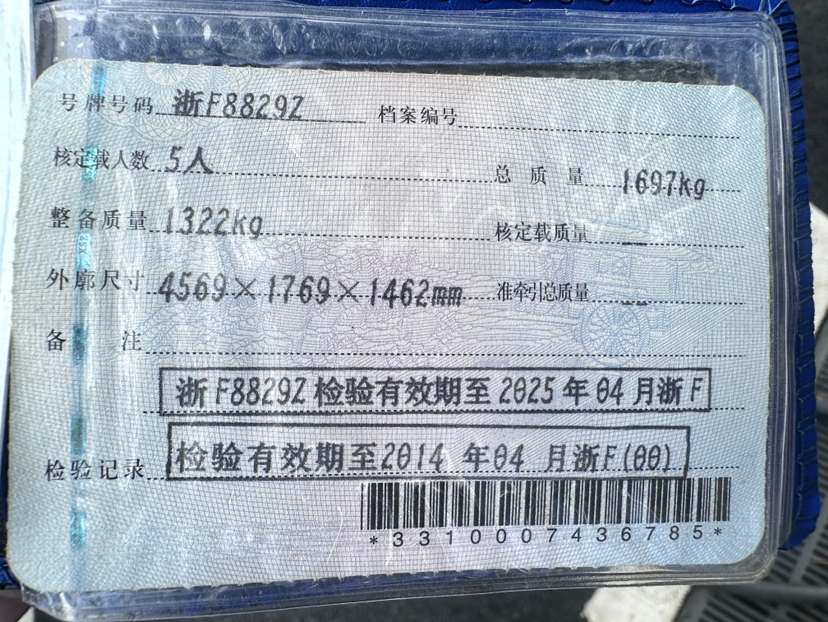 号牌号码 浙F8829Z 档案编号
核定载人数 5人 总质量 1697kg
整备质量 1322kg 核定载质量 --
外廓尺寸 4569×1769×1462mm 准牵引总质量 --
备注
浙F8829Z检验有效期至2025年04月浙F
检验记录 检验有效期至2014年04月浙F(00)
*3310007436785*